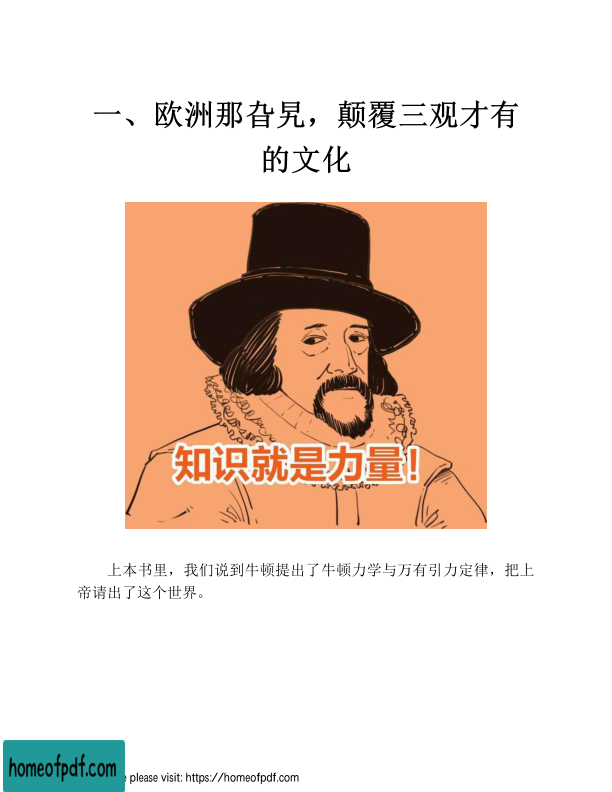 一、欧洲那旮旯，颠覆三观才有
的文化
知识就是力量！
上本书里，我们说到牛顿提出了牛顿力学与万有引力定律，把上
帝请出了这个世界。
homeofpdf.com
e please visit: https://homeofpdf.com